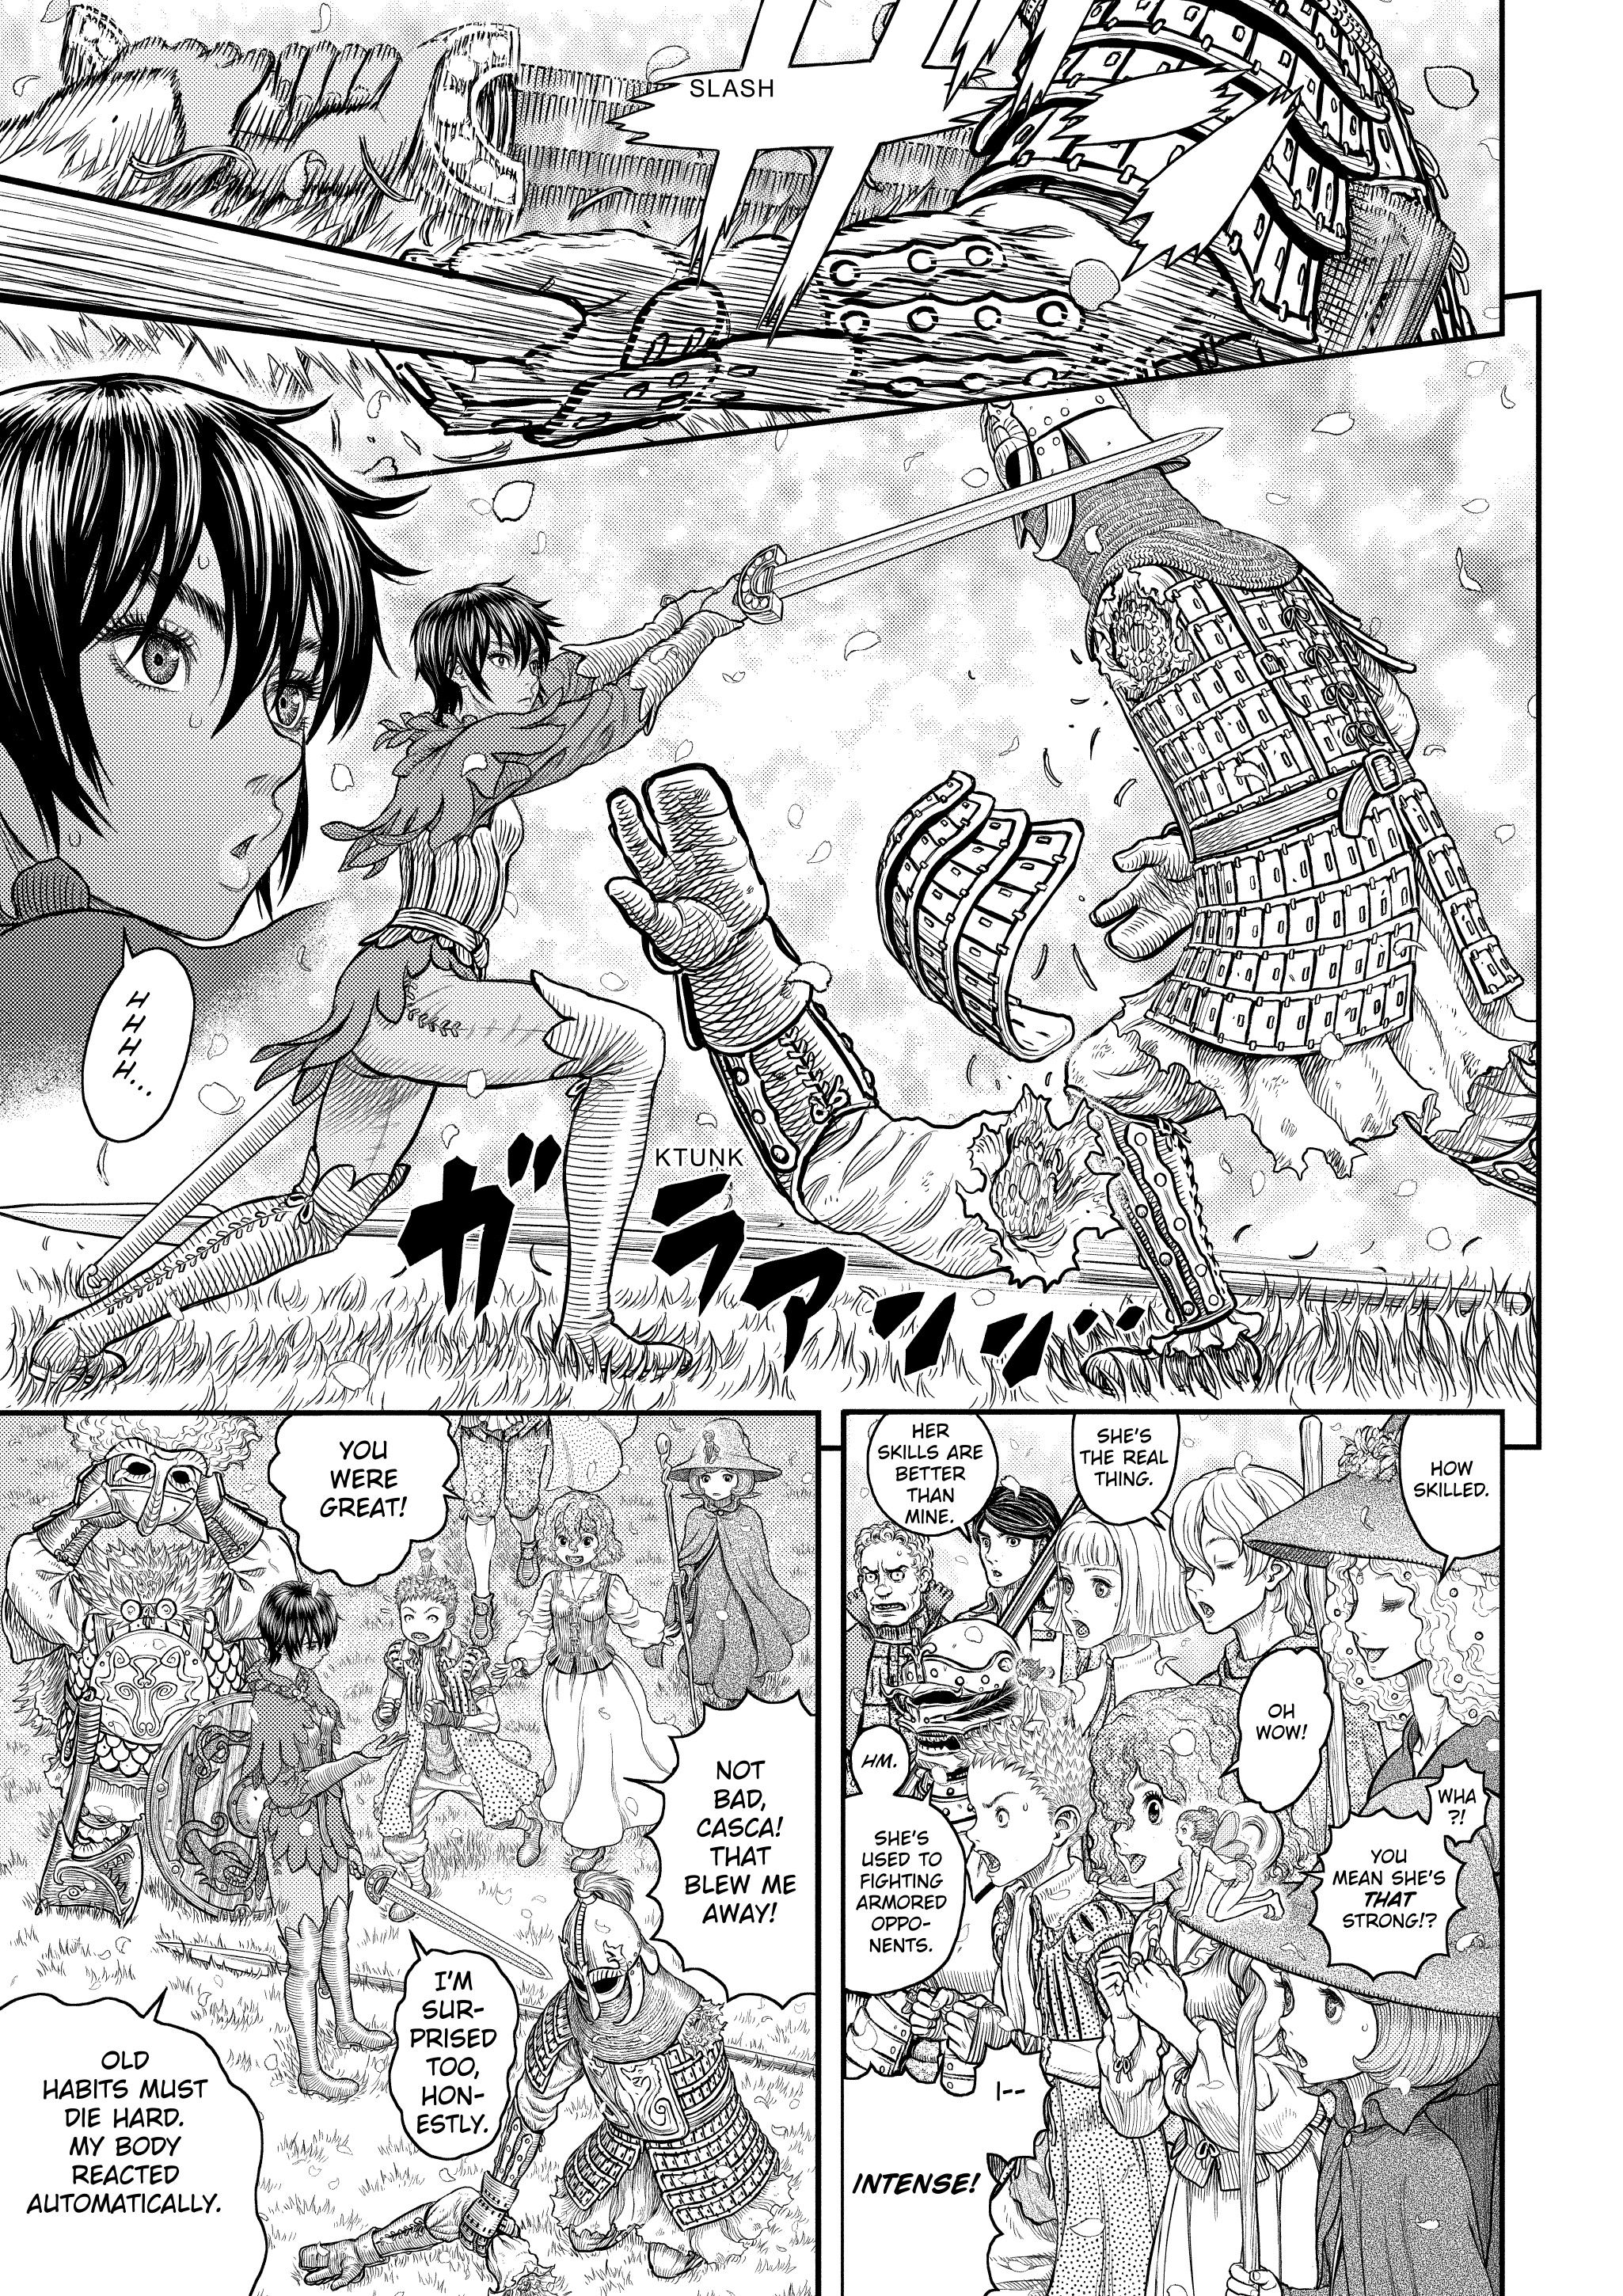 SLASH
ザッ
HHHH...
KTUNK
ガラァンッ…
HOW
SKILLED.
SHE'S
THE REAL
THING.
HER
SKILLS ARE
BETTER
THAN
MINE.
OH
WOW!
WHA
?!
YOU
MEAN SHE'S
THAT
STRONG!?
HM.
SHE'S
USED TO
FIGHTING
ARMORED
OPPO-
NENTS.
I--
INTENSE!
YOU
WERE
GREAT!
NOT
BAD,
CASCA!
THAT
BLEW ME
AWAY!
I'M
SUR-
PRISED
TOO,
HON-
ESTLY.
OLD
HABITS MUST
DIE HARD.
MY BODY
REACTED
AUTOMATICALLY.